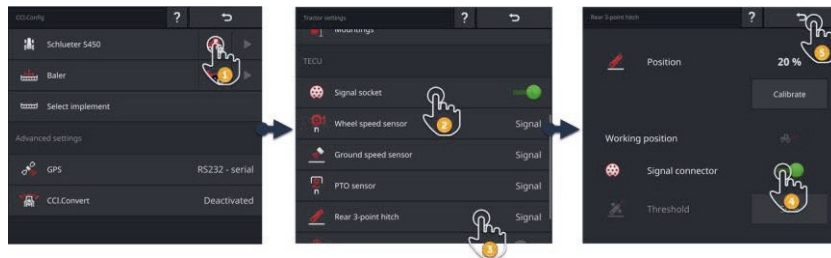 CCI.Config ?
Schlueter S450
1
Baler
Select implement
Advanced settings
GPS RS232 - serial
CCI.Convert Deactivated
Tractor settings ?
Mountings
TECU
Signal socket
2
Wheel speed sensor Signal
Ground speed sensor Signal
PTO sensor Signal
Rear 3-point hitch Signal
3
Rear 3-point hitch ?
5
Position 20 %
Calibrate
Working position
Signal connector
4
Threshold